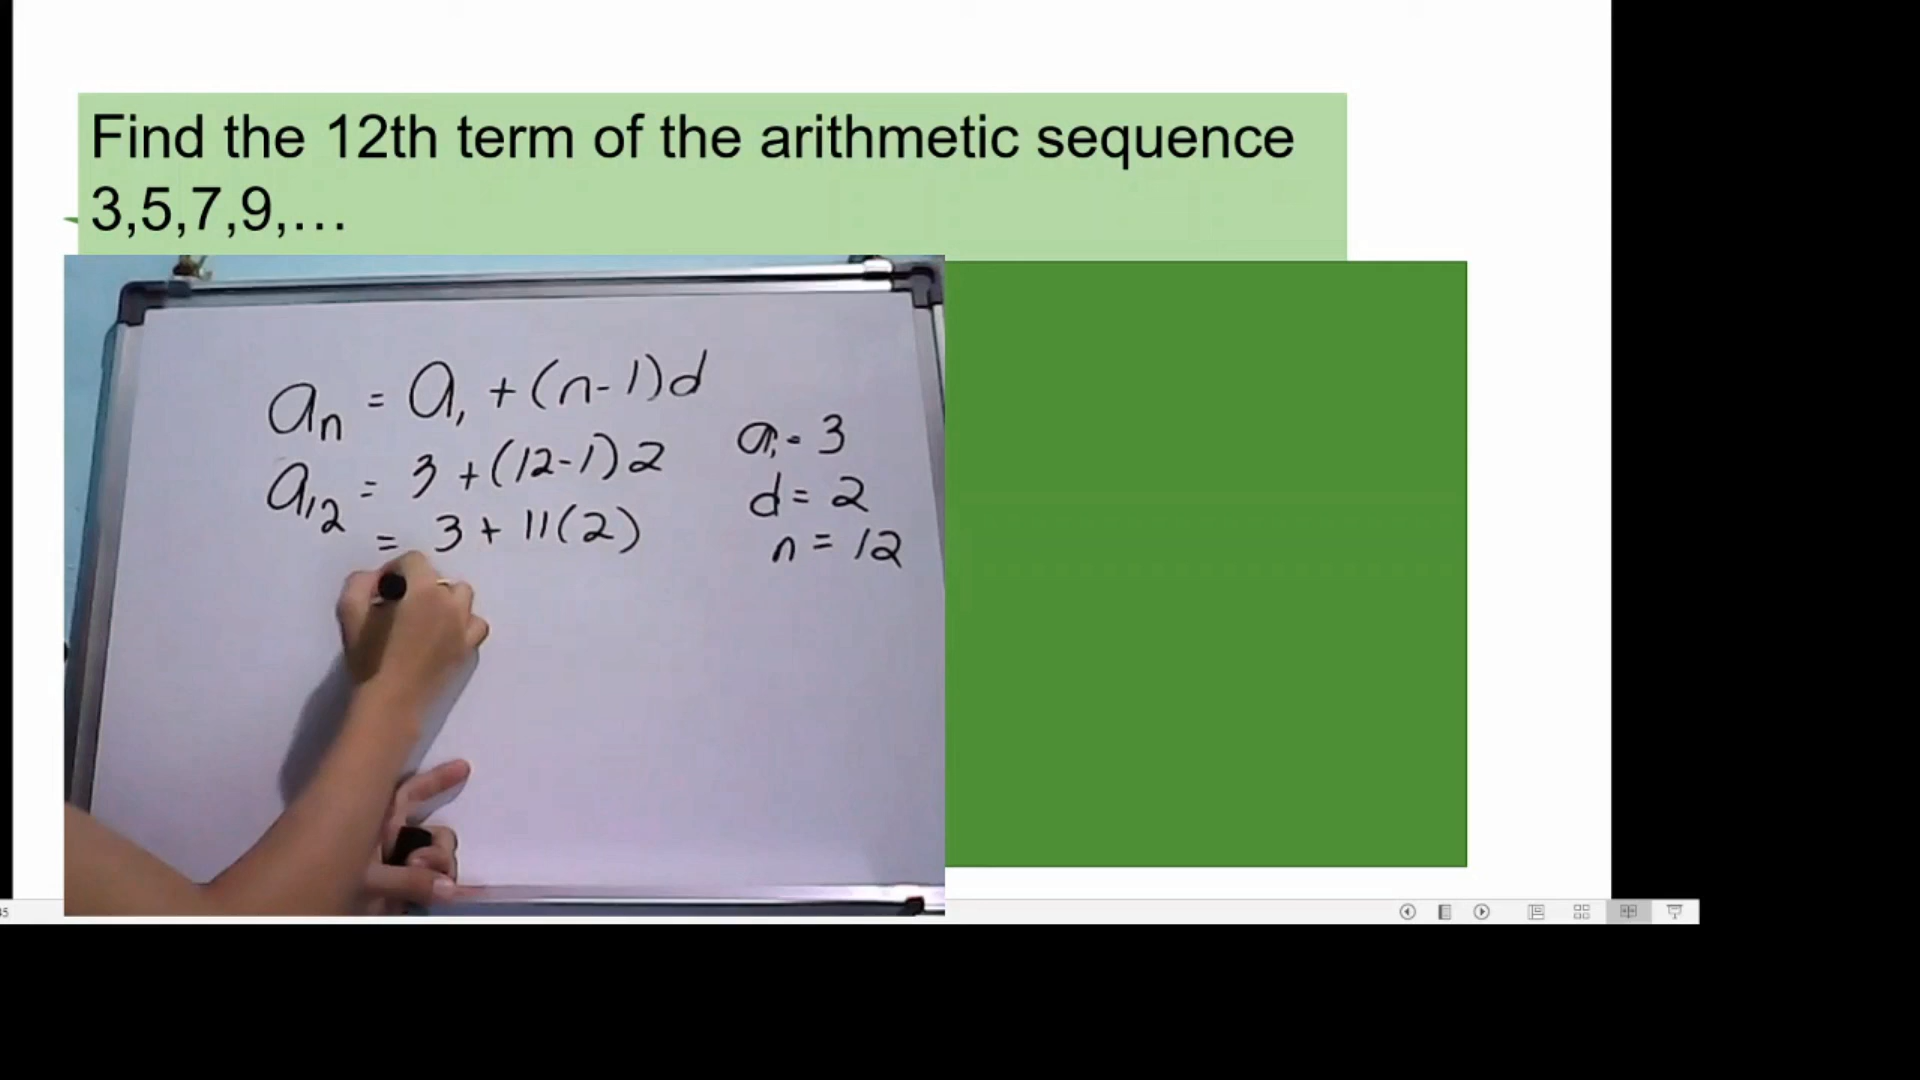 Find the 12th term of the arithmetic sequence
3,5,7,9,…
aₙ = a₁ + (n-1)d
a₁ = 3
a₁₂ = 3 + (12-1)2
d = 2
= 3 + 11(2)
n = 12